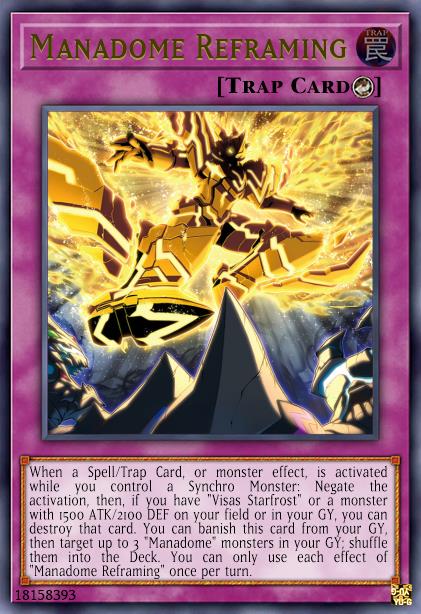 MANADOME REFRAMING
TRAP
罠
[TRAP CARD]
When a Spell/Trap Card, or monster effect, is activated
while you control a Synchro Monster: Negate the
activation, then, if you have "Visas Starfrost" or a monster
with 1500 ATK/2100 DEF on your field or in your GY, you can
destroy that card. You can banish this card from your GY,
then target up to 3 "Manadome" monsters in your GY; shuffle
them into the Deck. You can only use each effect of
"Manadome Reframing" once per turn.
18158393